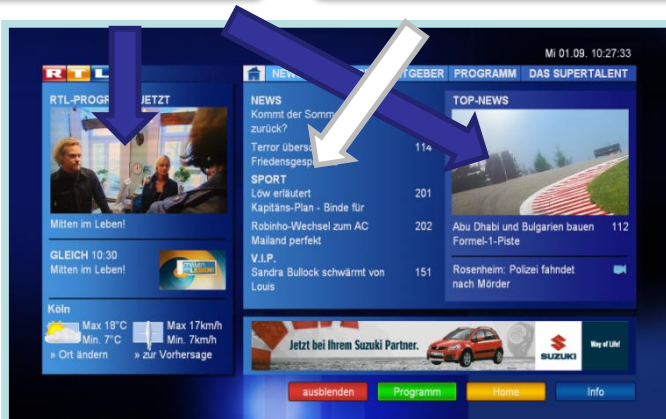 Mi 01.09. 10:27:33
RTL
PROGRAMM DAS SUPERTALENT
RTL-PROGR JETZT
Mitten im Leben!
GLEICH 10:30
Mitten im Leben!
Köln
Max 18°C
Min. 7°C
Max 17km/h
Min. 7km/h
» Ort ändern » zur Vorhersage
NEWS
Kommt der Somm
zurück?
Terror übersc 114
Friedensgesp
SPORT
Löw erläutert 201
Kapitäns-Plan - Binde für
Robinho-Wechsel zum AC 202
Mailand perfekt
V.I.P.
Sandra Bullock schwärmt von 151
Louis
TOP-NEWS
Abu Dhabi und Bulgarien bauen 112
Formel-1-Piste
Rosenheim: Polizei fahndet
nach Mörder
Jetzt bei Ihrem Suzuki Partner.
SUZUKI
Way of Life!
ausblenden Programm Home Info